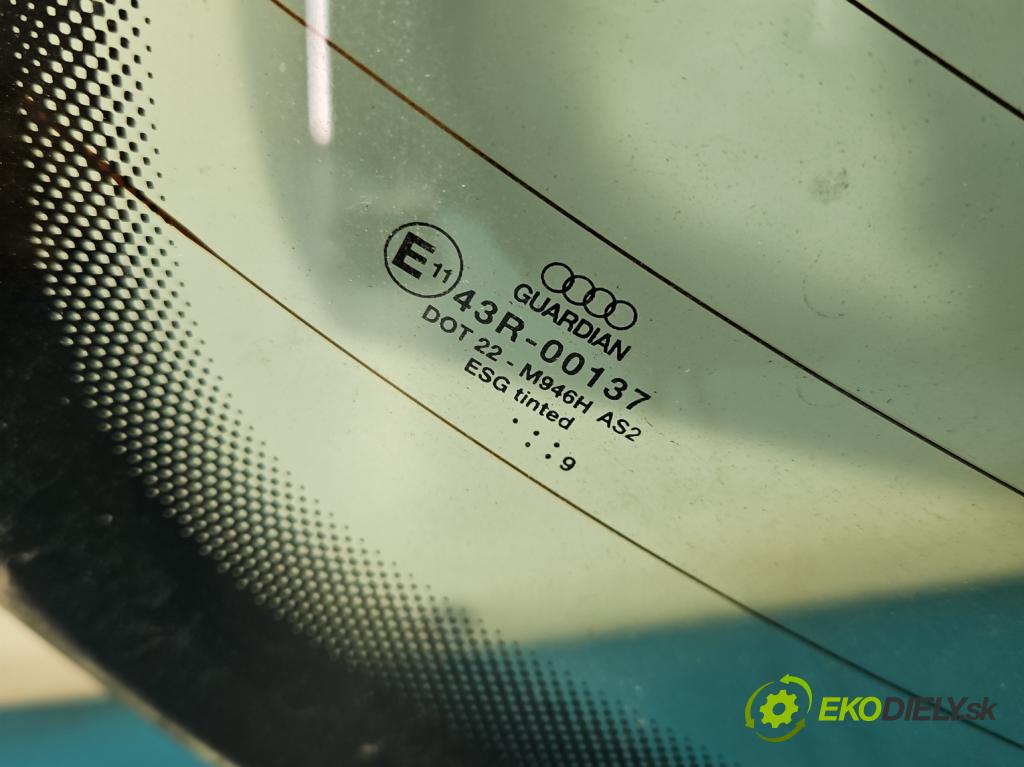 GUARDIAN
E11
43R-00137
DOT 22 - M946H AS2
ESG tinted
. . .
. . . 9
EKODIELY.sk